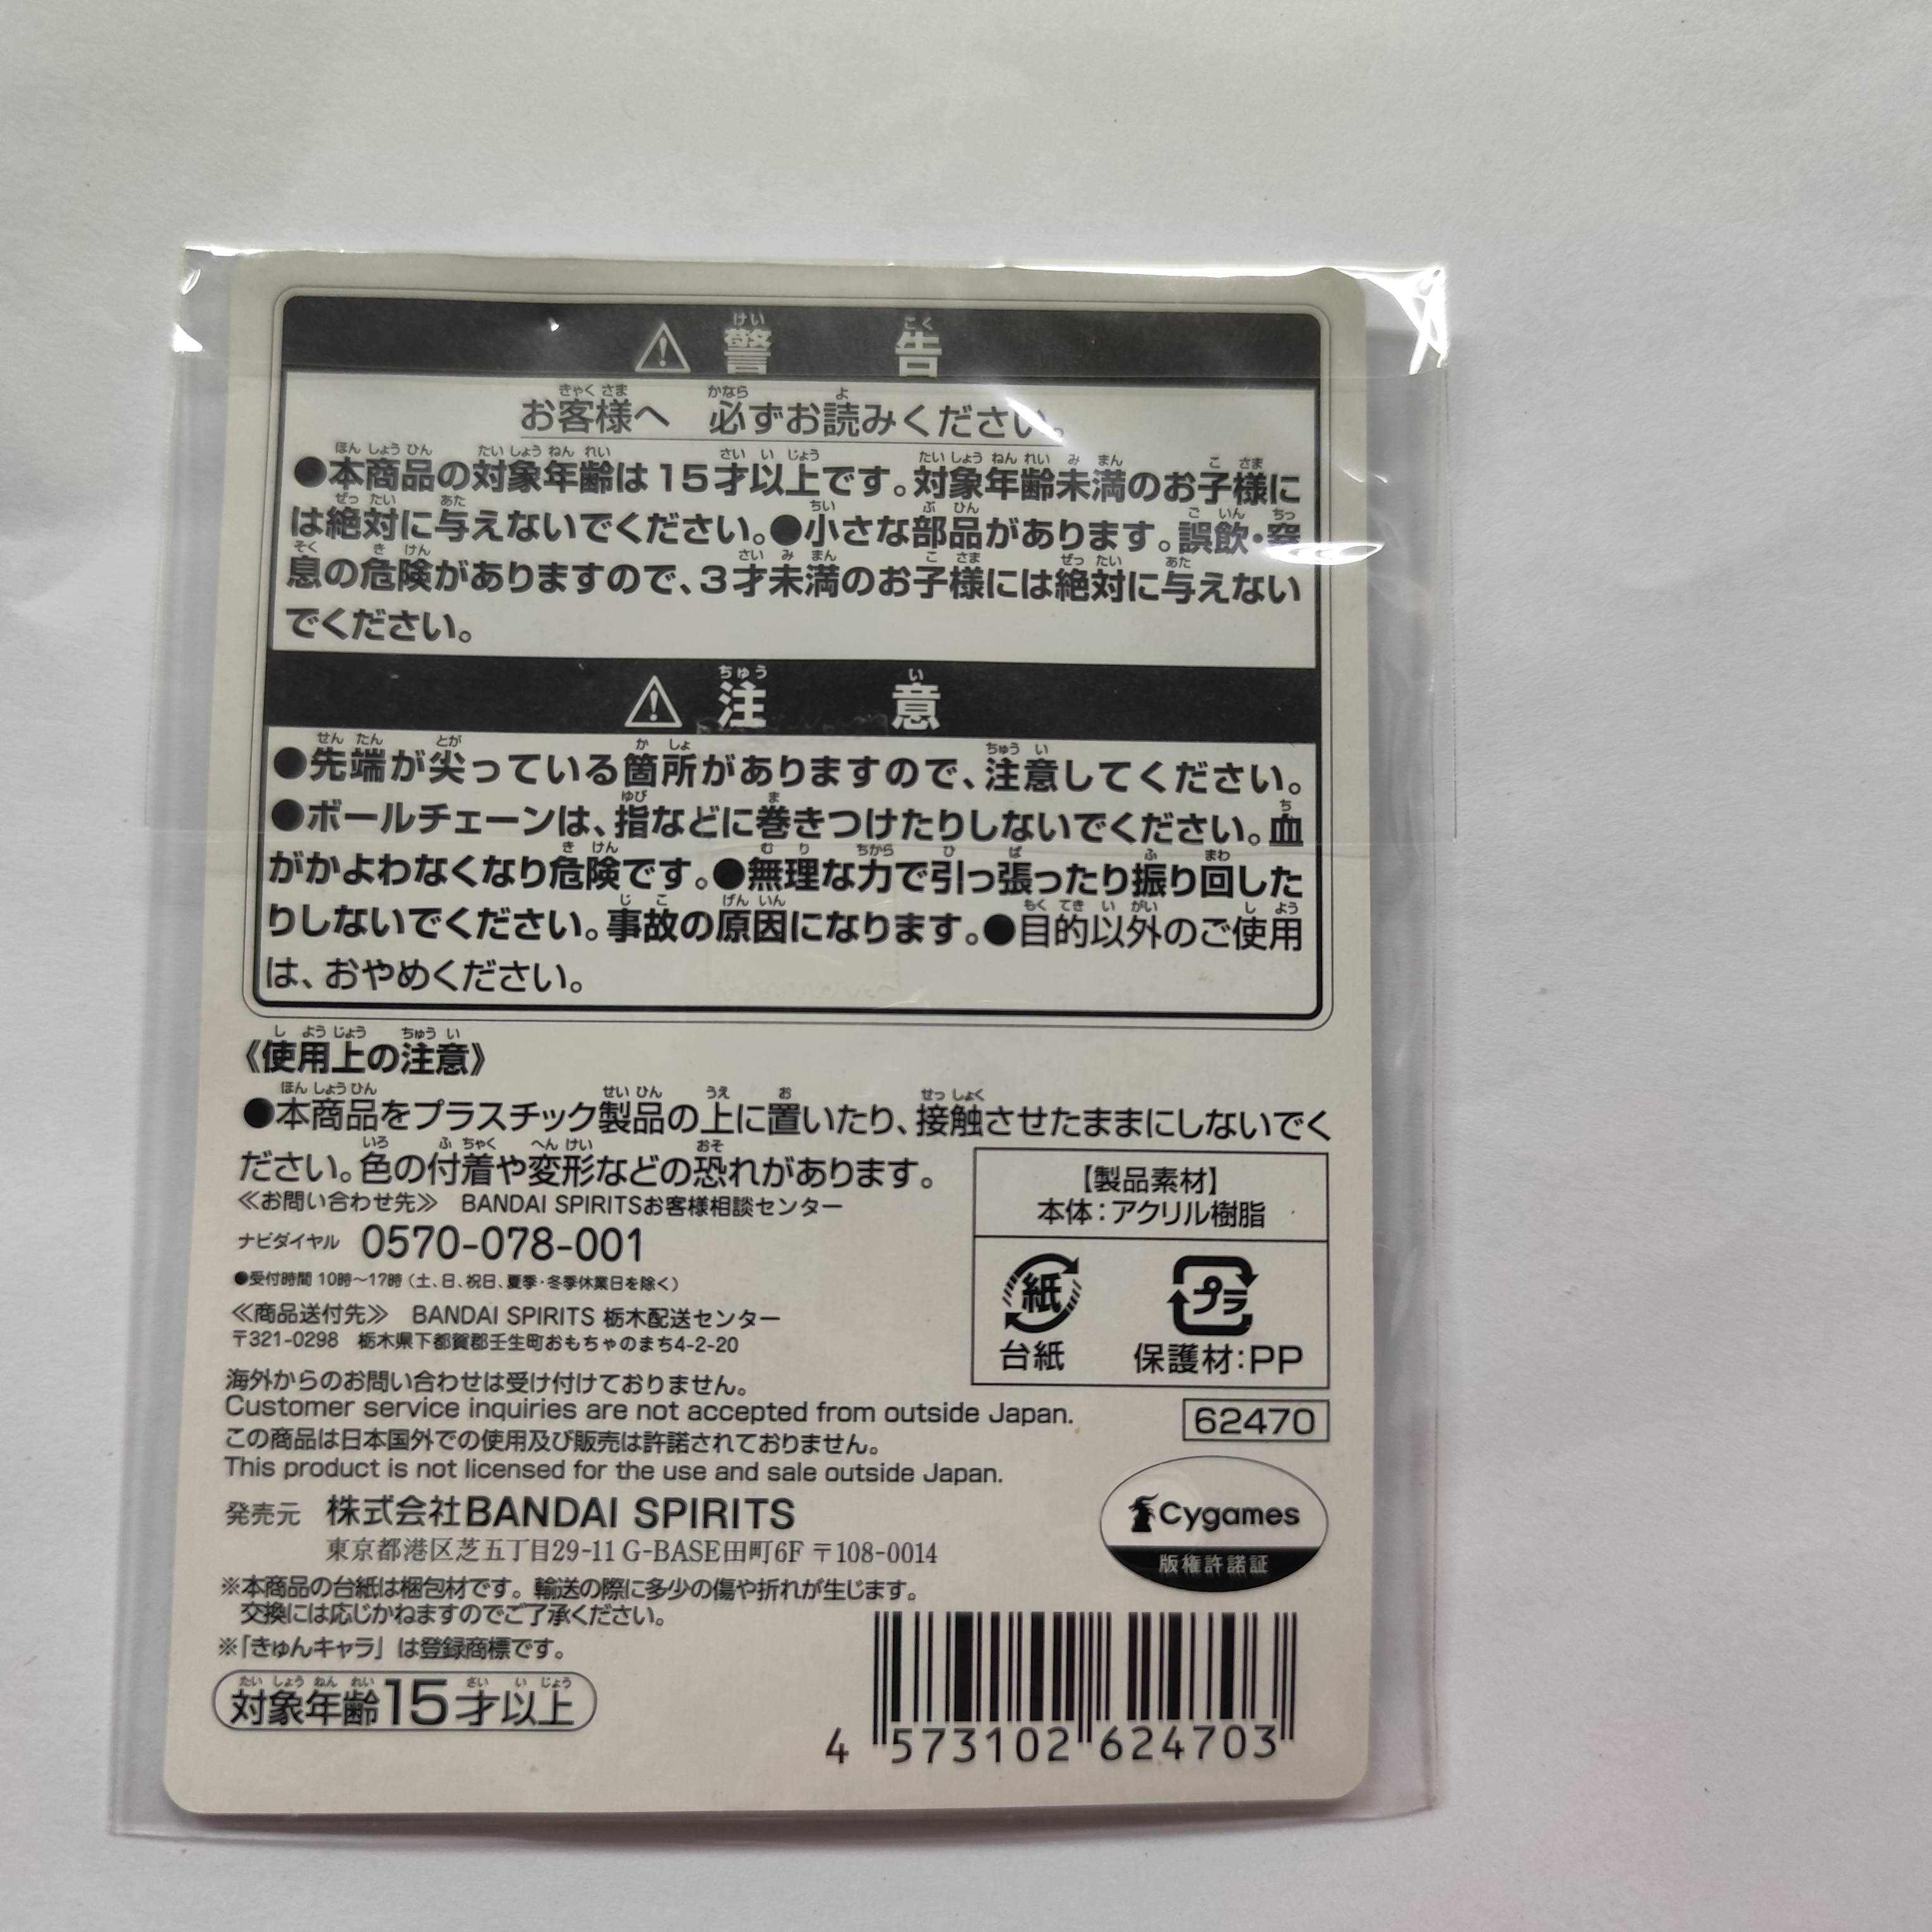 警告
お客様へ 必ずお読みください。
●本商品の対象年齢は15才以上です。対象年齢未満のお子様に
は絶対に与えないでください。●小さな部品があります。誤飲・窒
息の危険がありますので、3才未満のお子様には絶対に与えない
でください。
注意
●先端が尖っている箇所がありますので、注意してください。
●ボールチェーンは、指などに巻きつけたりしないでください。血
がかよわなくなり危険です。●無理な力で引っ張ったり振り回した
りしないでください。事故の原因になります。●目的以外のご使用
は、おやめください。
《使用上の注意》
●本商品をプラスチック製品の上に置いたり、接触させたままにしないでく
ださい。色の付着や変形などの恐れがあります。
≪お問い合わせ先≫ BANDAI SPIRITSお客様相談センター
ナビダイヤル 0570-078-001
●受付時間 10時～17時(土、日、祝日、夏季・冬季休業日を除く)
≪商品送付先≫ BANDAI SPIRITS 栃木配送センター
〒321-0298 栃木県下都賀郡壬生町おもちゃのまち4-2-20
【製品素材】
本体：アクリル樹脂
紙
台紙
プラ
保護材：PP
海外からのお問い合わせは受け付けておりません。
Customer service inquiries are not accepted from outside Japan.
この商品は日本国外での使用及び販売は許諾されておりません。
This product is not licensed for the use and sale outside Japan.
62470
発売元 株式会社BANDAI SPIRITS
東京都港区芝五丁目29-11 G-BASE田町6F 〒108-0014
Cygames
版権許諾証
※本商品の台紙は梱包材です。輸送の際に多少の傷や折れが生じます。
交換には応じかねますのでご了承ください。
※「きゅんキャラ」は登録商標です。
対象年齢15才以上
4 573102 624703